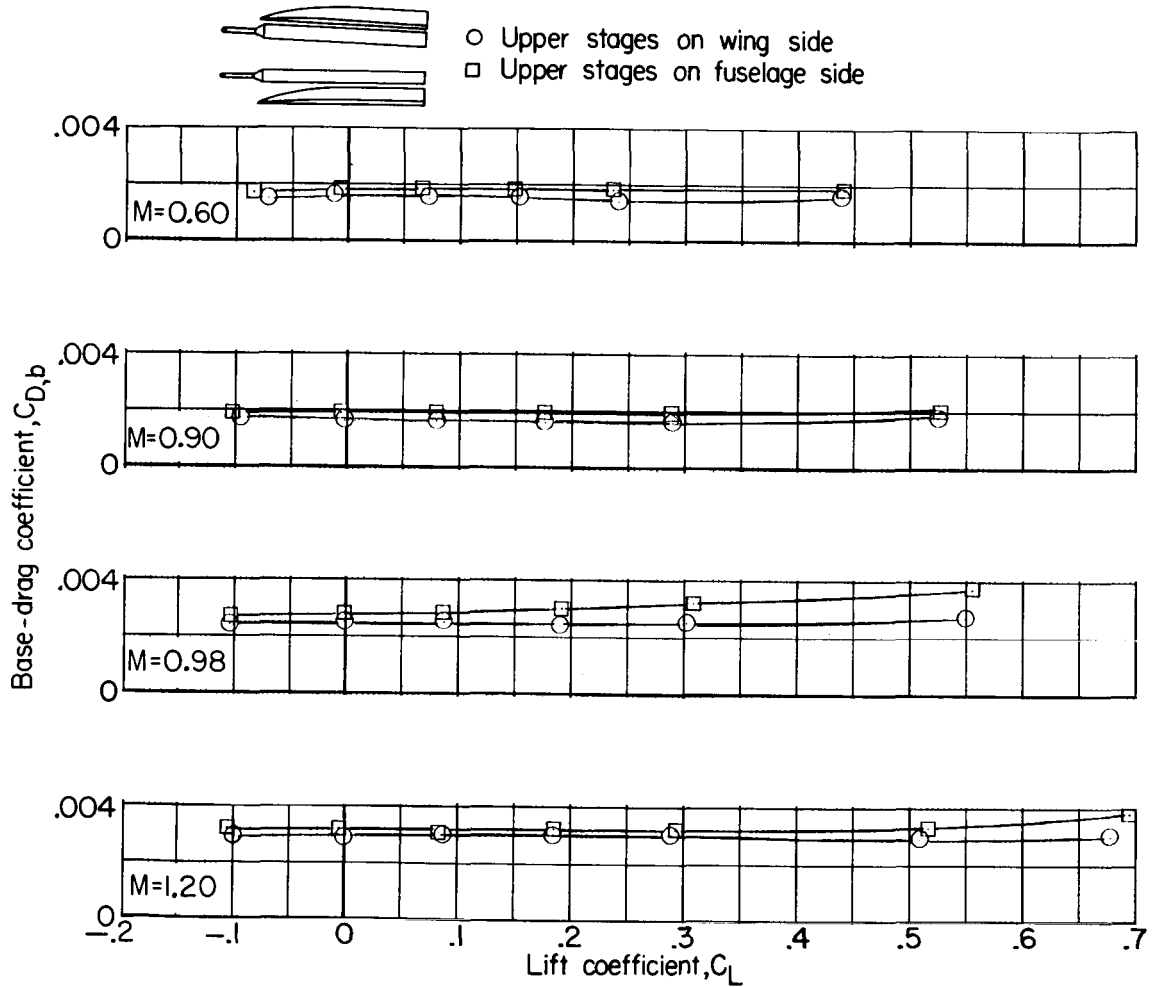 Upper stages on wing side
Upper stages on fuselage side
.004
M=0.60
0
.004
M=0.90
0
.004
M=0.98
0
.004
M=1.20
0
Base-drag coefficient, C_D,b
-.2 -.1 0 .1 .2 .3 .4 .5 .6 .7
Lift coefficient, C_L